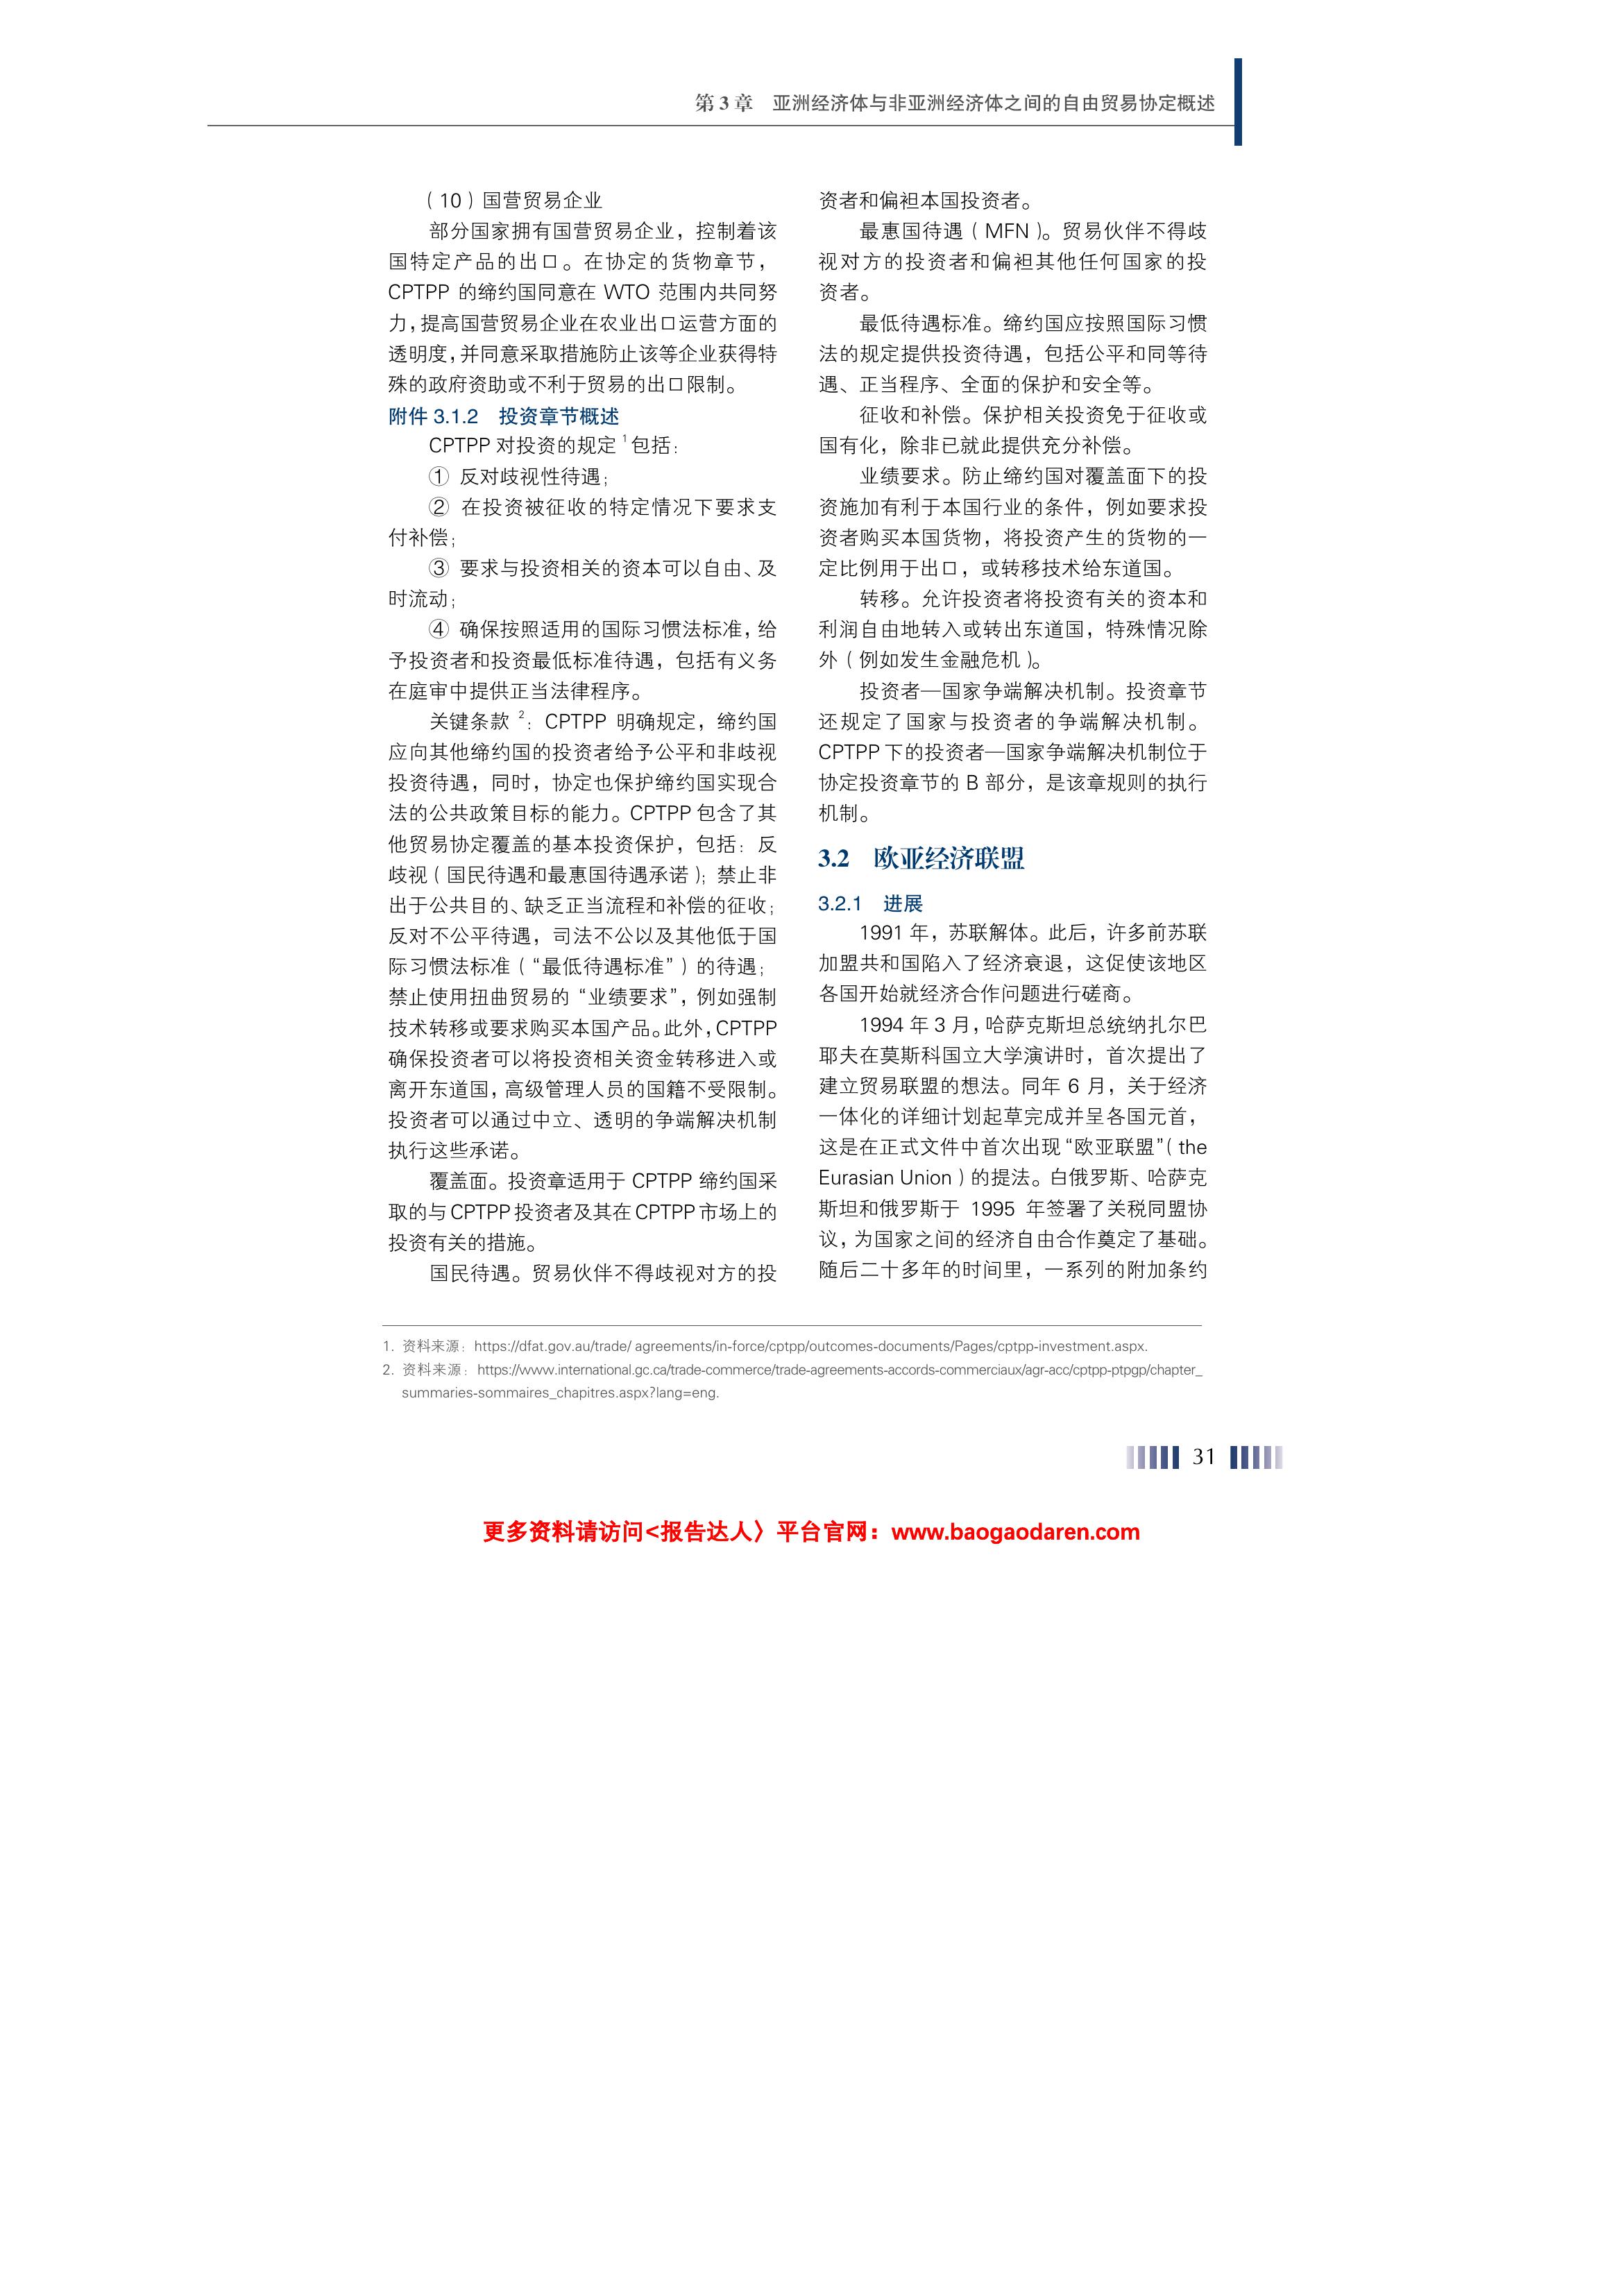 第 3 章 亚洲经济体与非亚洲经济体之间的自由贸易协定概述
（10）国营贸易企业
部分国家拥有国营贸易企业，控制着该
国特定产品的出口。在协定的货物章节，
CPTPP 的缔约国同意在 WTO 范围内共同努
力，提高国营贸易企业在农业出口运营方面的
透明度，并同意采取措施防止该等企业获得特
殊的政府资助或不利于贸易的出口限制。
附件 3.1.2 投资章节概述
CPTPP 对投资的规定 1 包括：
① 反对歧视性待遇；
② 在投资被征收的特定情况下要求支
付补偿；
③ 要求与投资相关的资本可以自由、及
时流动；
④ 确保按照适用的国际习惯法标准，给
予投资者和投资最低标准待遇，包括有义务
在庭审中提供正当法律程序。
关键条款 2：CPTPP 明确规定，缔约国
应向其他缔约国的投资者给予公平和非歧视
投资待遇，同时，协定也保护缔约国实现合
法的公共政策目标的能力。CPTPP 包含了其
他贸易协定覆盖的基本投资保护，包括：反
歧视（国民待遇和最惠国待遇承诺）；禁止非
出于公共目的、缺乏正当流程和补偿的征收；
反对不公平待遇，司法不公以及其他低于国
际习惯法标准（“最低待遇标准”）的待遇；
禁止使用扭曲贸易的 “业绩要求”，例如强制
技术转移或要求购买本国产品。此外，CPTPP
确保投资者可以将投资相关资金转移进入或
离开东道国，高级管理人员的国籍不受限制。
投资者可以通过中立、透明的争端解决机制
执行这些承诺。
覆盖面。投资章适用于 CPTPP 缔约国采
取的与 CPTPP 投资者及其在 CPTPP 市场上的
投资有关的措施。
国民待遇。贸易伙伴不得歧视对方的投
资者和偏袒本国投资者。
最惠国待遇（MFN）。贸易伙伴不得歧
视对方的投资者和偏袒其他任何国家的投
资者。
最低待遇标准。缔约国应按照国际习惯
法的规定提供投资待遇，包括公平和同等待
遇、正当程序、全面的保护和安全等。
征收和补偿。保护相关投资免于征收或
国有化，除非已就此提供充分补偿。
业绩要求。防止缔约国对覆盖面下的投
资施加有利于本国行业的条件，例如要求投
资者购买本国货物，将投资产生的货物的一
定比例用于出口，或转移技术给东道国。
转移。允许投资者将投资有关的资本和
利润自由地转入或转出东道国，特殊情况除
外（例如发生金融危机）。
投资者—国家争端解决机制。投资章节
还规定了国家与投资者的争端解决机制。
CPTPP 下的投资者—国家争端解决机制位于
协定投资章节的 B 部分，是该章规则的执行
机制。
3.2 欧亚经济联盟
3.2.1 进展
1991 年，苏联解体。此后，许多前苏联
加盟共和国陷入了经济衰退，这促使该地区
各国开始就经济合作问题进行磋商。
1994 年 3 月，哈萨克斯坦总统纳扎尔巴
耶夫在莫斯科国立大学演讲时，首次提出了
建立贸易联盟的想法。同年 6 月，关于经济
一体化的详细计划起草完成并呈各国元首，
这是在正式文件中首次出现 “欧亚联盟”（the
Eurasian Union）的提法。白俄罗斯、哈萨克
斯坦和俄罗斯于 1995 年签署了关税同盟协
议，为国家之间的经济自由合作奠定了基础。
随后二十多年的时间里，一系列的附加条约
1. 资料来源：https://dfat.gov.au/trade/ agreements/in-force/cptpp/outcomes-documents/Pages/cptpp-investment.aspx.
2. 资料来源：https://www.international.gc.ca/trade-commerce/trade-agreements-accords-commerciaux/agr-acc/cptpp-ptpgp/chapter_
summaries-sommaires_chapitres.aspx?lang=eng.
31
更多资料请访问<报告达人〉平台官网：www.baogaodaren.com